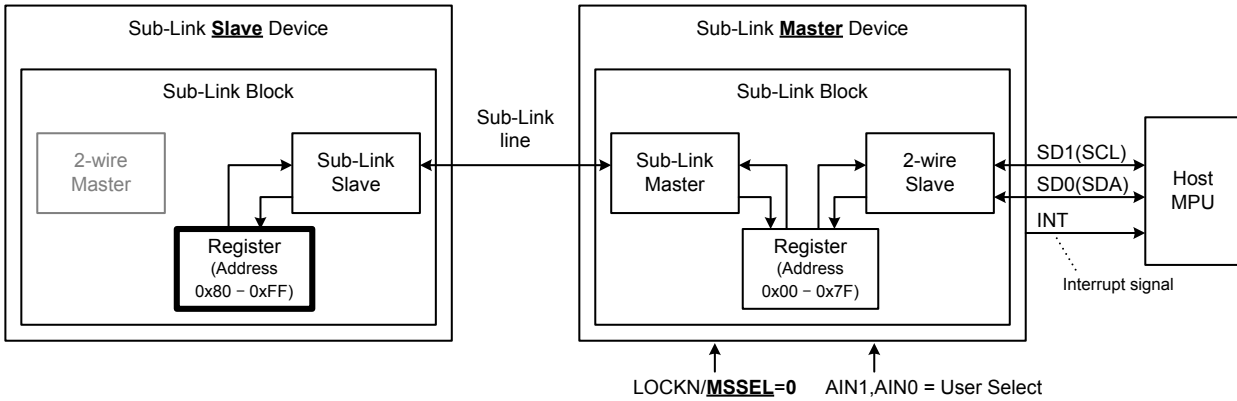 Sub-Link Slave Device
Sub-Link Block
2-wire
Master
Sub-Link
Slave
Register
(Address
0x80 – 0xFF)
Sub-Link
line
Sub-Link Master Device
Sub-Link Block
Sub-Link
Master
2-wire
Slave
Register
(Address
0x00 – 0x7F)
SD1(SCL)
SD0(SDA)
INT
Interrupt signal
Host
MPU
LOCKN/MSSEL=0
AIN1,AIN0 = User Select